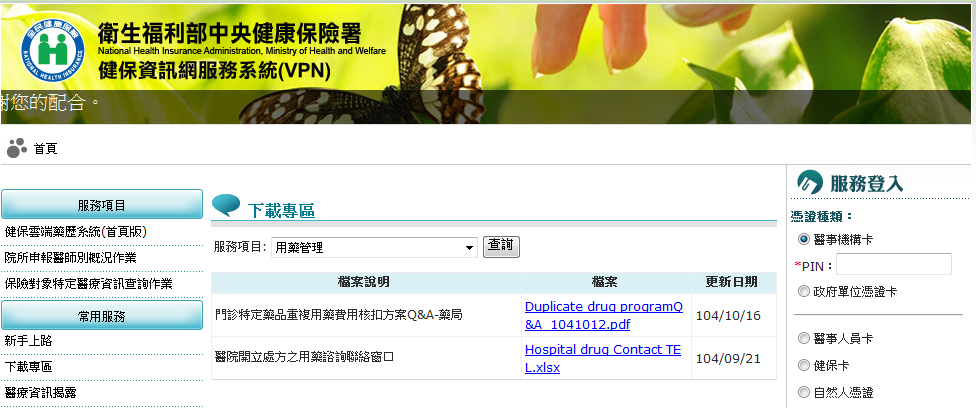 衛生福利部中央健康保險署
National Health Insurance Administration, Ministry of Health and Welfare
健保資訊網服務系統(VPN)
全民健康保險
NATIONAL HEALTH INSURANCE
謝您的配合。
首頁
服務項目
健保雲端藥歷系統(首頁版)
院所申報醫師別概況作業
保險對象特定醫療資訊查詢作業
常用服務
新手上路
下載專區
醫療資訊揭露
下載專區
服務項目: 用藥管理 查詢
檔案說明 檔案 更新日期
門診特定藥品重複用藥費用核扣方案Q&A-藥局 Duplicate drug programQ
&A_1041012.pdf 104/10/16
醫院開立處方之用藥諮詢聯絡窗口 Hospital drug Contact TE
L.xlsx 104/09/21
服務登入
憑證種類：
醫事機構卡
*PIN：
政府單位憑證卡
醫事人員卡
健保卡
自然人憑證